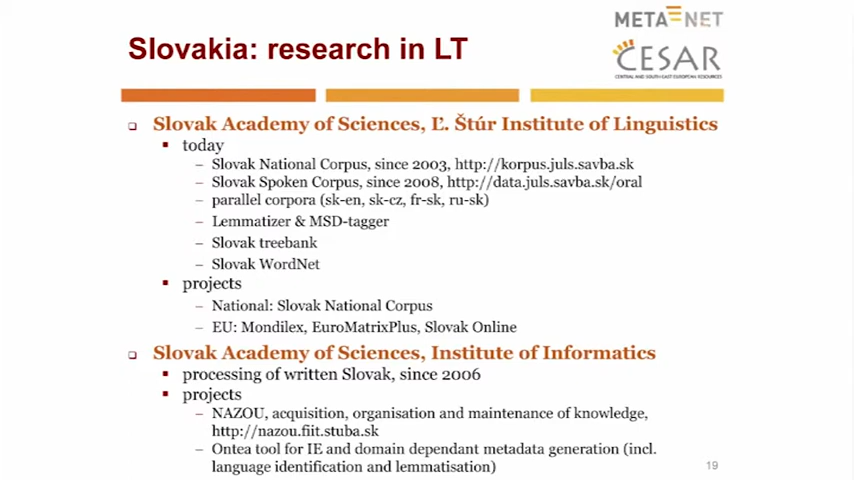 META NET
Slovakia: research in LT
CESAR
CENTRAL AND SOUTH-EAST EUROPEAN RESOURCES
Slovak Academy of Sciences, Ľ. Štúr Institute of Linguistics
today
– Slovak National Corpus, since 2003, http://korpus.juls.savba.sk
– Slovak Spoken Corpus, since 2008, http://data.juls.savba.sk/oral
– parallel corpora (sk-en, sk-cz, fr-sk, ru-sk)
– Lemmatizer & MSD-tagger
– Slovak treebank
– Slovak WordNet
projects
– National: Slovak National Corpus
– EU: Mondilex, EuroMatrixPlus, Slovak Online
Slovak Academy of Sciences, Institute of Informatics
processing of written Slovak, since 2006
projects
– NAZOU, acquisition, organisation and maintenance of knowledge,
http://nazou.fiit.stuba.sk
– Ontea tool for IE and domain dependant metadata generation (incl.
language identification and lemmatisation)
19